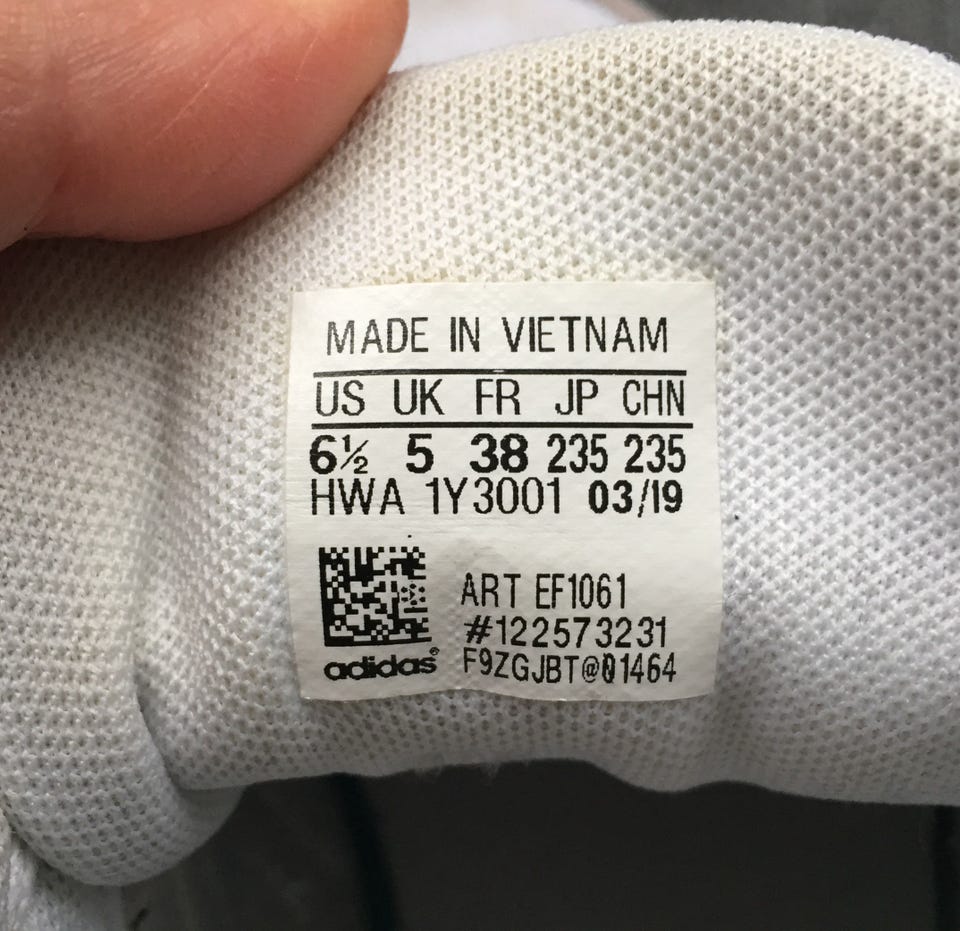 MADE IN VIETNAM
US UK FR JP CHN
6½ 5 38 235 235
HWA 1Y3001 03/19
ART EF1061
#122573231
adidas® F9ZGJBT@01464